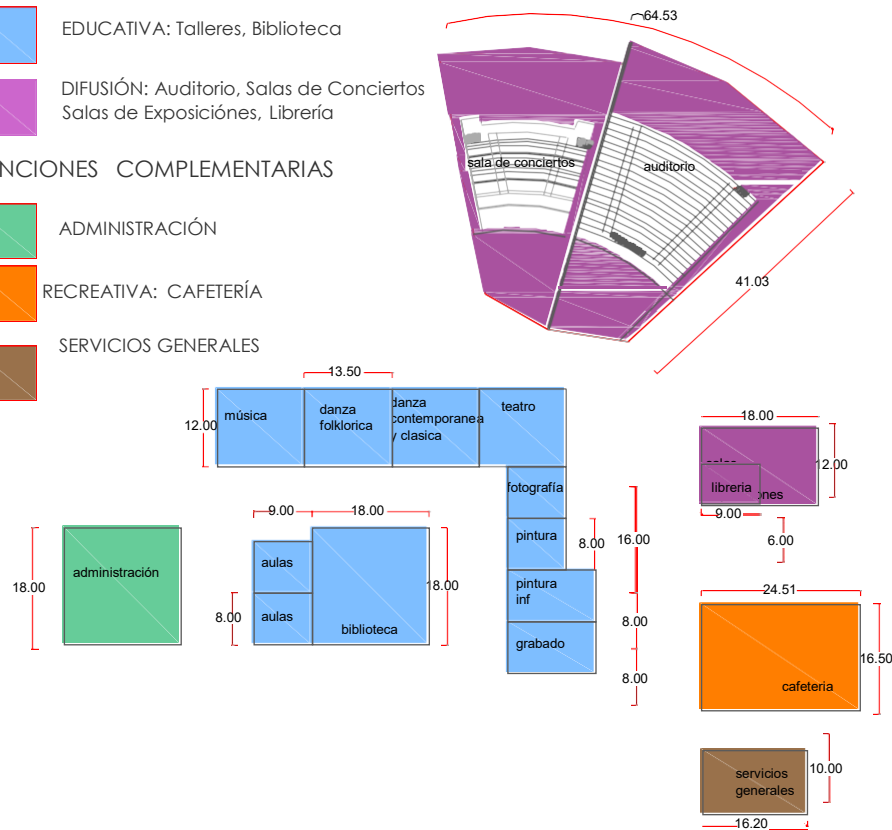 EDUCATIVA: Talleres, Biblioteca
DIFUSIÓN: Auditorio, Salas de Conciertos
Salas de Exposiciónes, Librería
NCIONES COMPLEMENTARIAS
ADMINISTRACIÓN
RECREATIVA: CAFETERÍA
SERVICIOS GENERALES
64.53
sala de conciertos
auditorio
41.03
13.50
12.00
música
danza
folklorica
danza
contemporanea
y clasica
teatro
fotografía
pintura
8.00
16.00
pintura
inf
grabado
8.00
8.00
9.00
18.00
aulas
aulas
8.00
biblioteca
18.00
18.00
administración
18.00
12.00
libreria
ones
9.00
6.00
24.51
16.50
cafeteria
servicios
generales
10.00
16.20